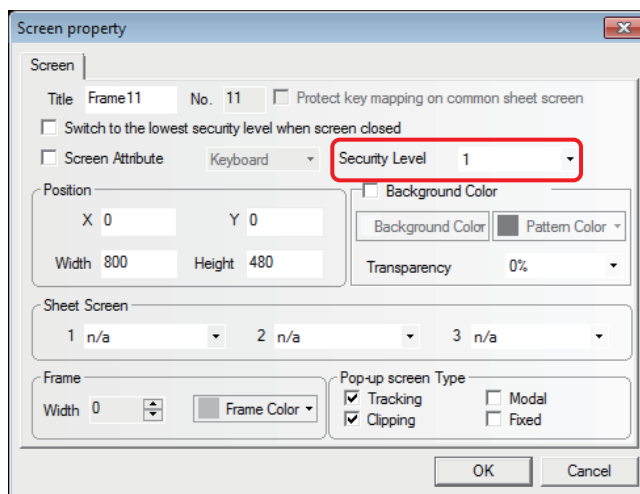 Screen property
Screen
Title Frame11 No. 11 Protect key mapping on common sheet screen
Switch to the lowest security level when screen closed
Screen Attribute Keyboard Security Level 1
Position Background Color
X 0 Y 0 Background Color Pattern Color
Width 800 Height 480 Transparency 0%
Sheet Screen
1 n/a 2 n/a 3 n/a
Frame Pop-up screen Type
Width 0 Frame Color Tracking Modal
Clipping Fixed
OK Cancel